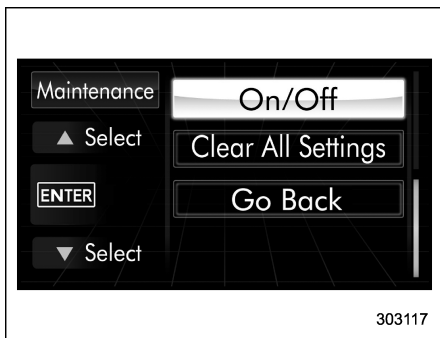 Maintenance
On/Off
▲ Select
Clear All Settings
ENTER
Go Back
▼ Select
303117